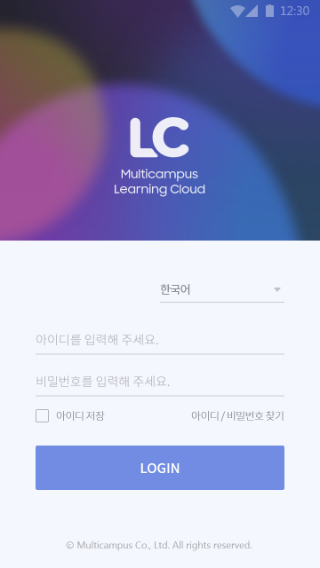 12:30
LC
Multicampus
Learning Cloud
한국어
아이디를 입력해 주세요.
비밀번호를 입력해 주세요.
아이디 저장
아이디 / 비밀번호 찾기
LOGIN
© Multicampus Co., Ltd. All rights reserved.